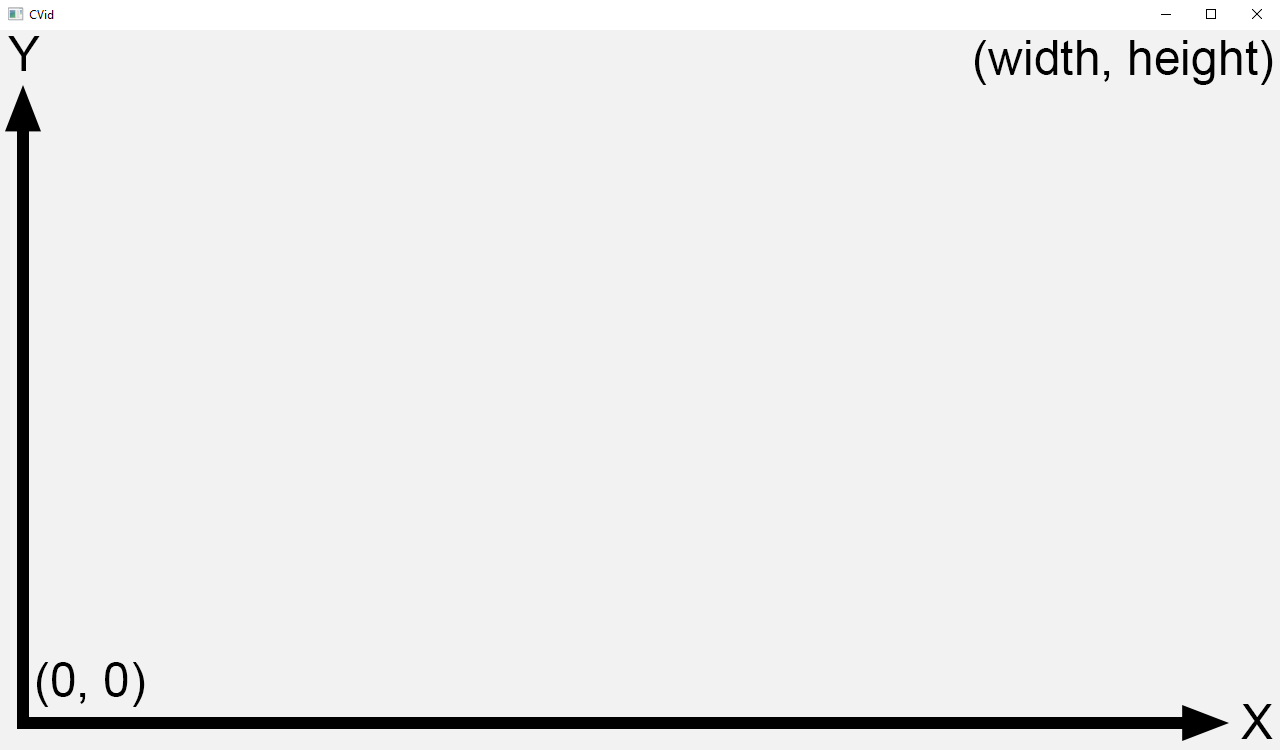 CVid
Y
(width, height)
(0, 0)
X